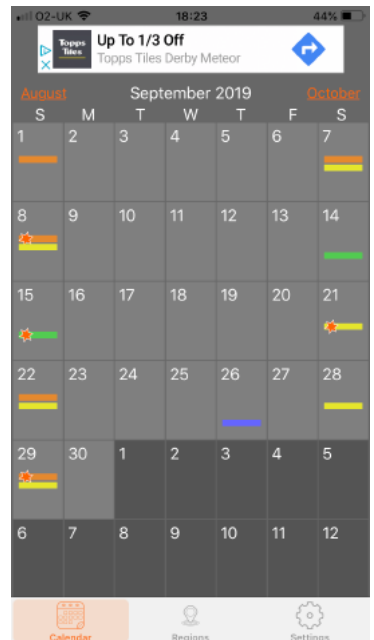 O2-UK 18:23 44%
Topps Tiles Up To 1/3 Off
Topps Tiles Derby Meteor
August September 2019 October
S M T W T F S
1 2 3 4 5 6 7
8 9 10 11 12 13 14
15 16 17 18 19 20 21
22 23 24 25 26 27 28
29 30 1 2 3 4 5
6 7 8 9 10 11 12
Calendar Regions Settings